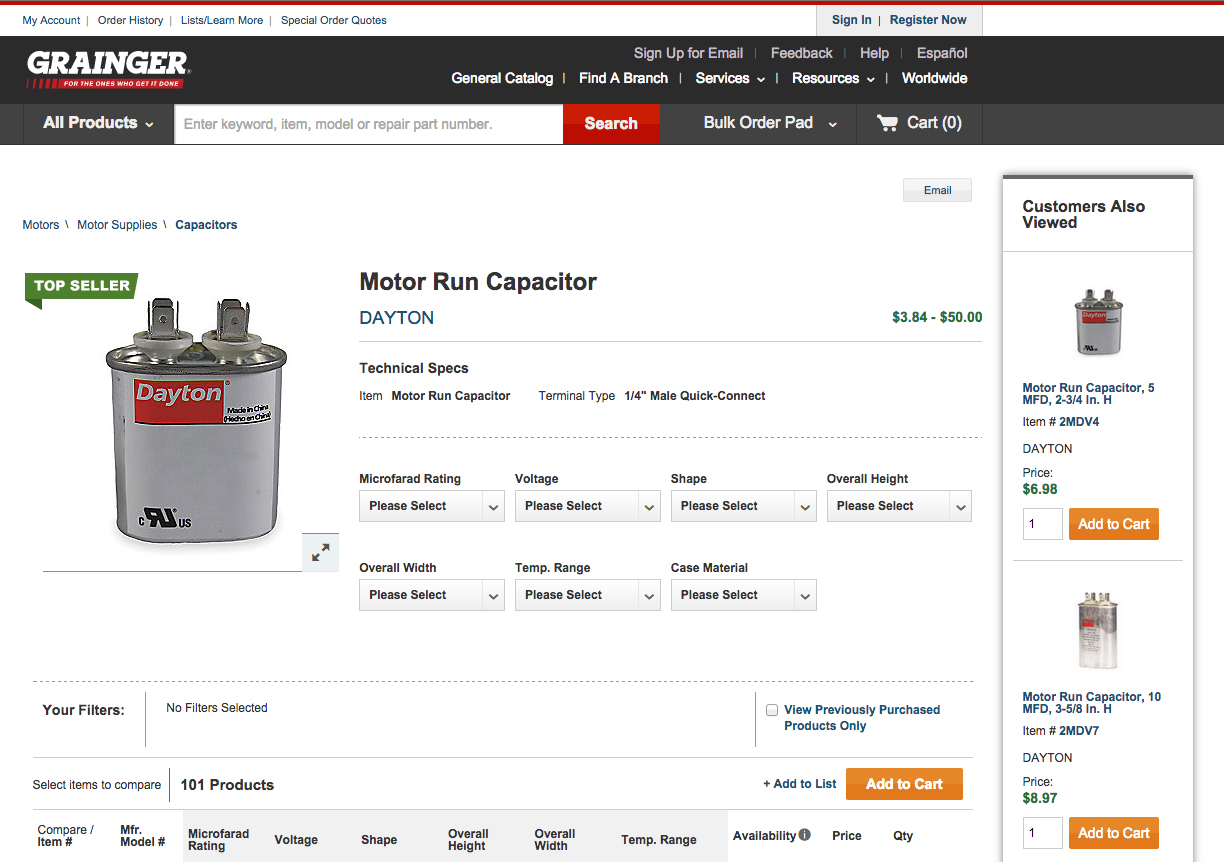 My Account | Order History | Lists/Learn More | Special Order Quotes
Sign In | Register Now
GRAINGER
FOR THE ONES WHO GET IT DONE
Sign Up for Email | Feedback | Help | Español
General Catalog | Find A Branch | Services | Resources | Worldwide
All Products
Enter keyword, item, model or repair part number.
Search
Bulk Order Pad
Cart (0)
Email
Motors \ Motor Supplies \ Capacitors
TOP SELLER
Dayton
Made in China
(Hecho en China)
C RU US
Motor Run Capacitor
DAYTON
$3.84 - $50.00
Technical Specs
Item Motor Run Capacitor Terminal Type 1/4" Male Quick-Connect
Microfarad Rating Voltage Shape Overall Height
Please Select Please Select Please Select Please Select
Overall Width Temp. Range Case Material
Please Select Please Select Please Select
Your Filters:
No Filters Selected
View Previously Purchased
Products Only
Select items to compare
101 Products
+ Add to List
Add to Cart
Compare /
Item #
Mfr.
Model #
Microfarad
Rating
Voltage
Shape
Overall
Height
Overall
Width
Temp. Range
Availability
Price
Qty
Customers Also
Viewed
Dayton
Motor Run Capacitor, 5
MFD, 2-3/4 In. H
Item # 2MDV4
DAYTON
Price:
$6.98
1
Add to Cart
Motor Run Capacitor, 10
MFD, 3-5/8 In. H
Item # 2MDV7
DAYTON
Price:
$8.97
1
Add to Cart